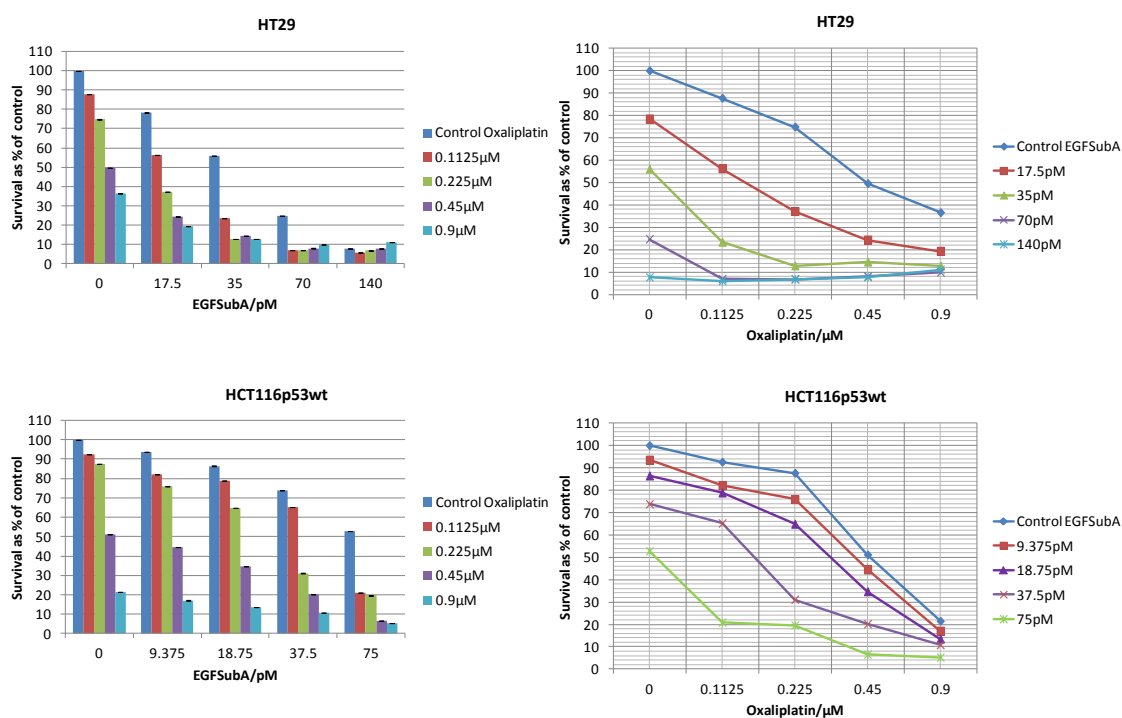 HT29
110
100
90
80
70
60
50
40
30
20
10
0
Survival as % of control
0 17.5 35 70 140
EGFSubA/pM
Control Oxaliplatin
0.1125µM
0.225µM
0.45µM
0.9µM
HT29
110
100
90
80
70
60
50
40
30
20
10
0
Survival as % of control
0 0.1125 0.225 0.45 0.9
Oxaliplatin/µM
Control EGFSubA
17.5pM
35pM
70pM
140pM
HCT116p53wt
110
100
90
80
70
60
50
40
30
20
10
0
Survival as % of control
0 9.375 18.75 37.5 75
EGFSubA/pM
Control Oxaliplatin
0.1125µM
0.225µM
0.45µM
0.9µM
HCT116p53wt
110
100
90
80
70
60
50
40
30
20
10
0
Survival as % of control
0 0.1125 0.225 0.45 0.9
Oxaliplatin/µM
Control EGFSubA
9.375pM
18.75pM
37.5pM
75pM